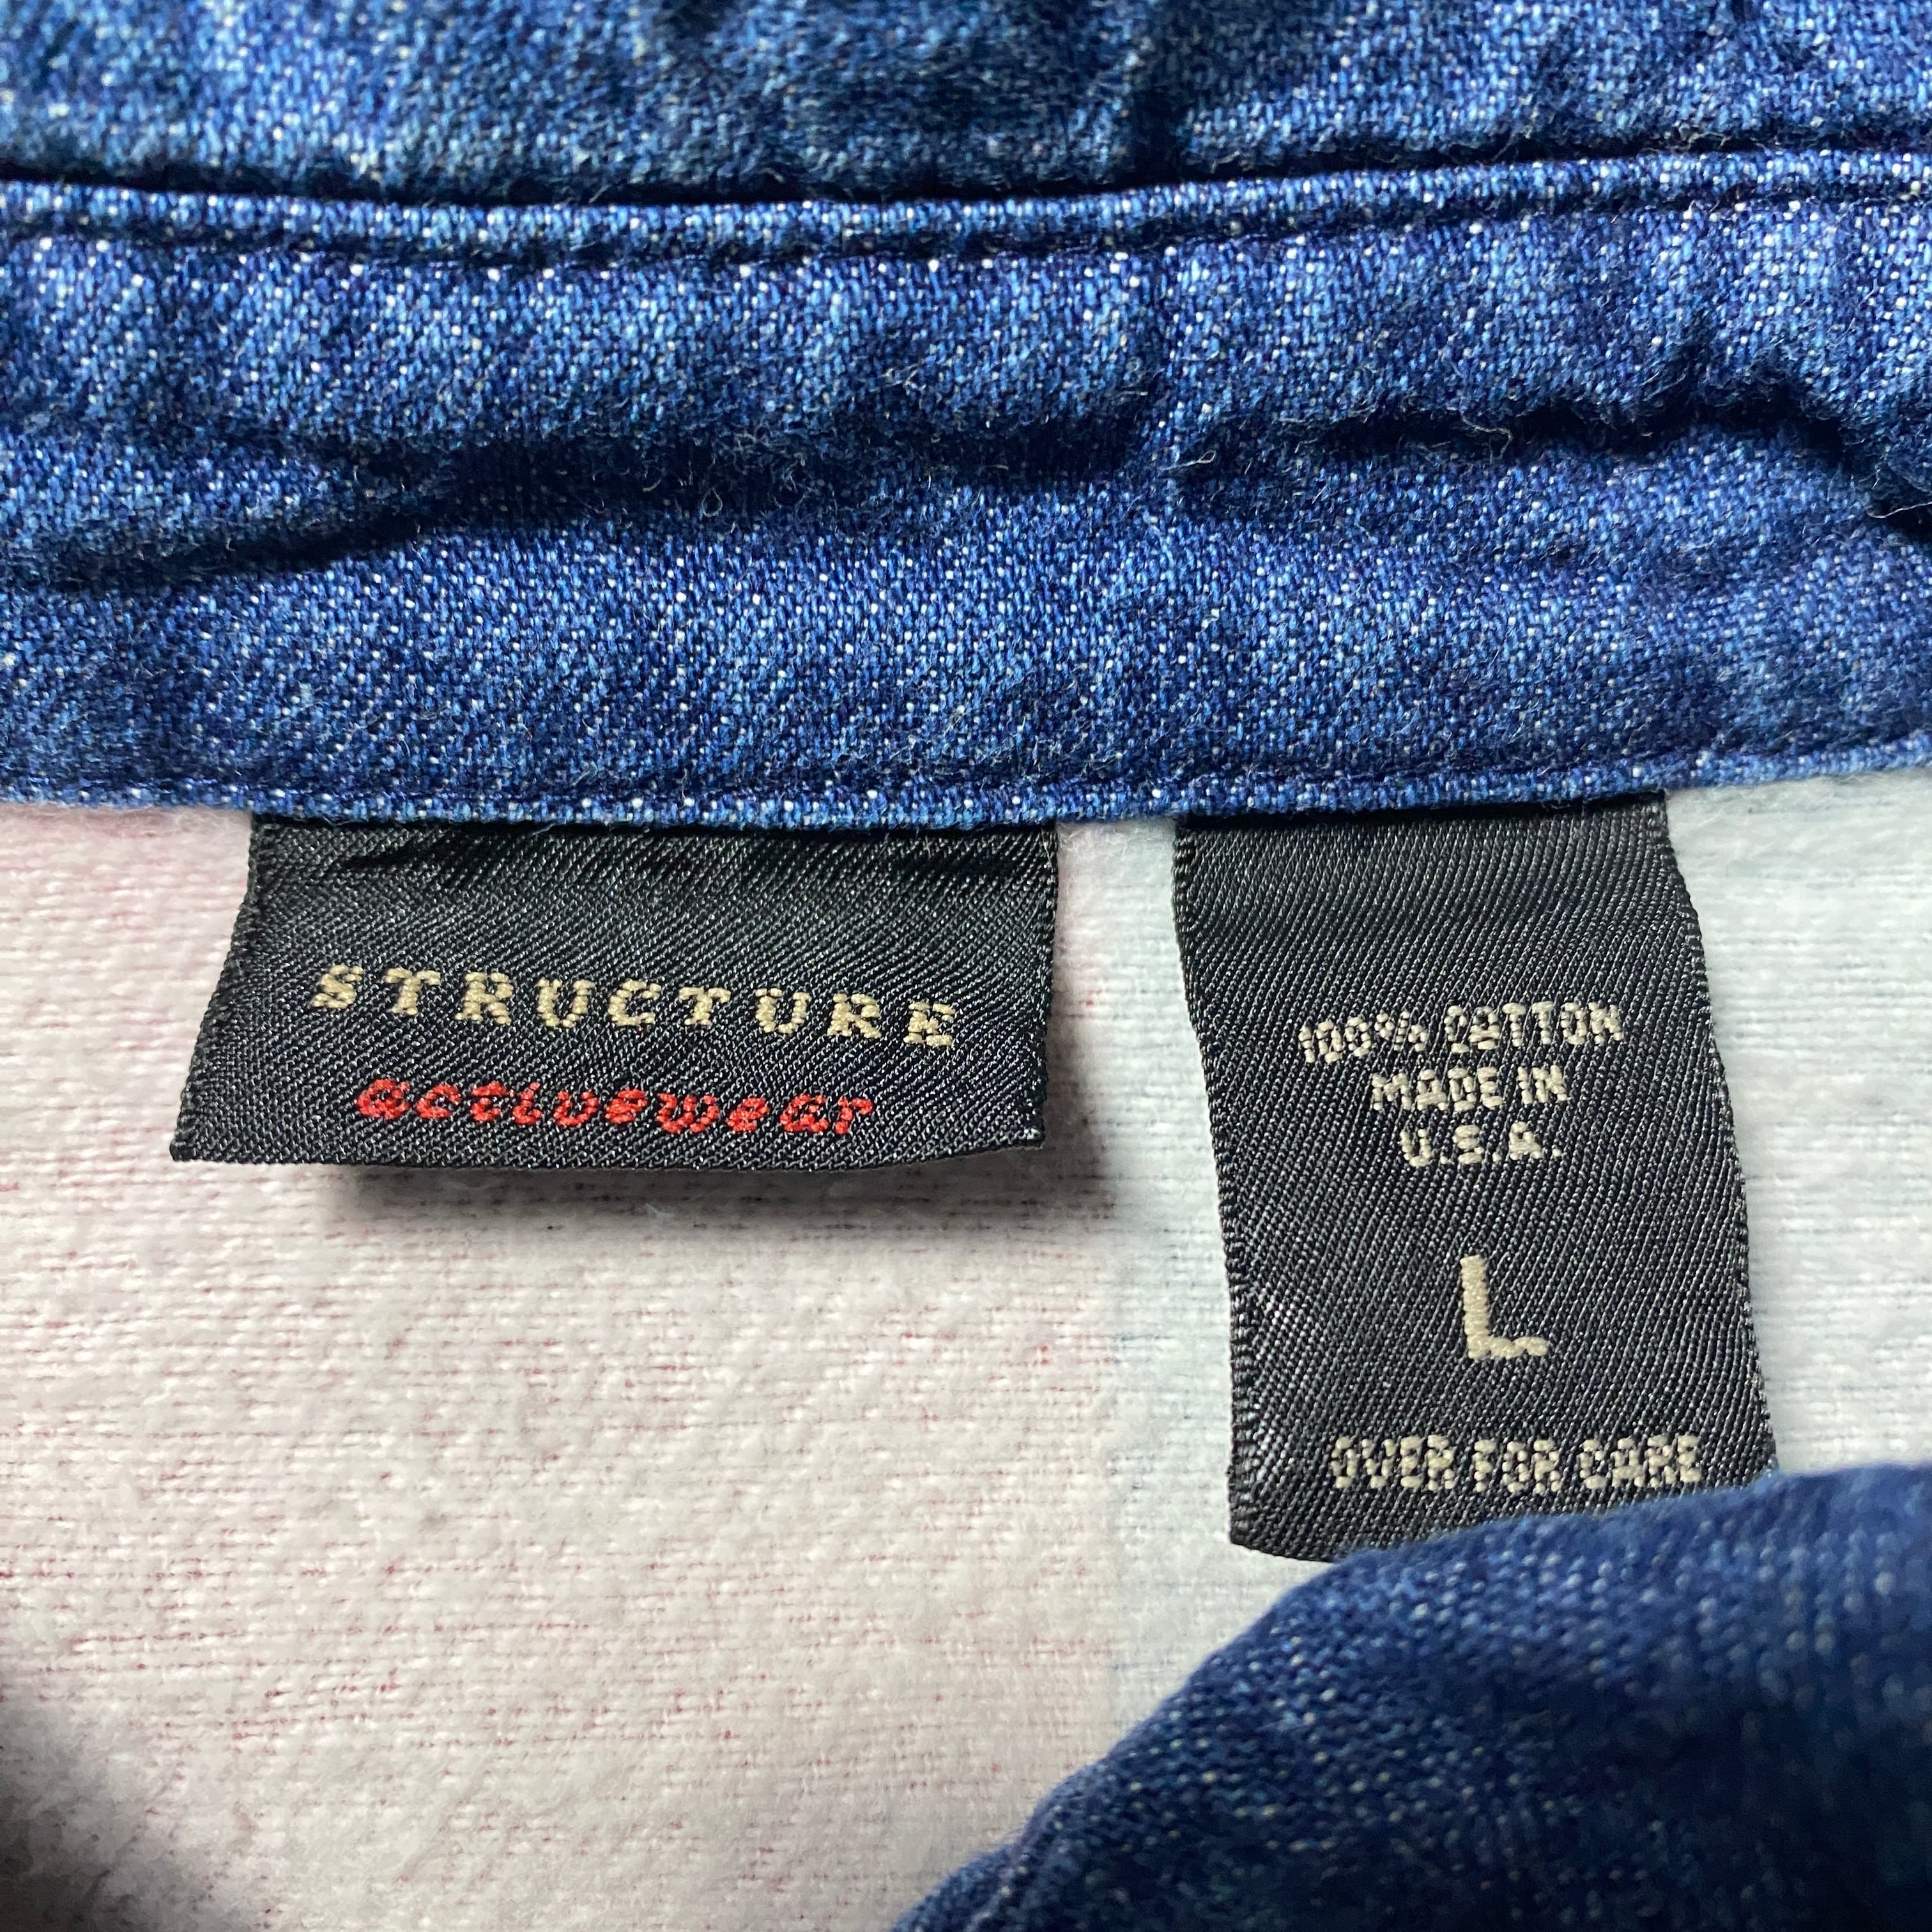 STRUCTURE
activewear
100% COTTON
MADE IN
U.S.A.
L
OVER FOR CARE